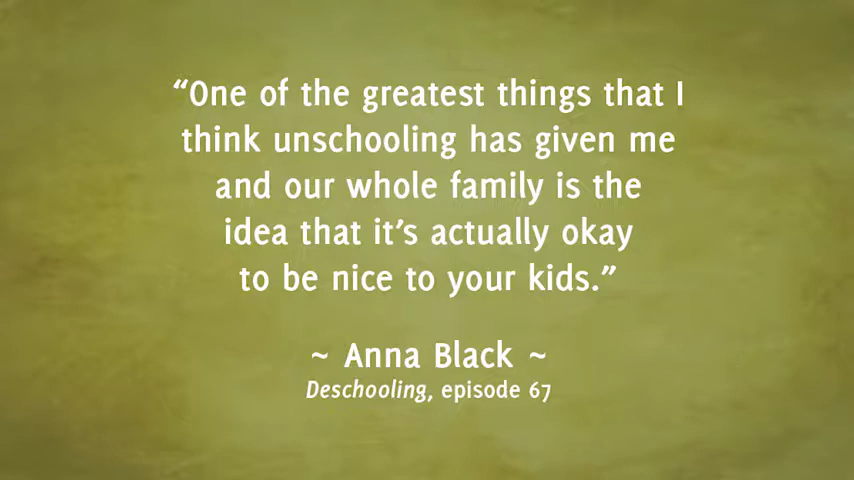 “One of the greatest things that I
think unschooling has given me
and our whole family is the
idea that it’s actually okay
to be nice to your kids.”
~ Anna Black ~
Deschooling, episode 67